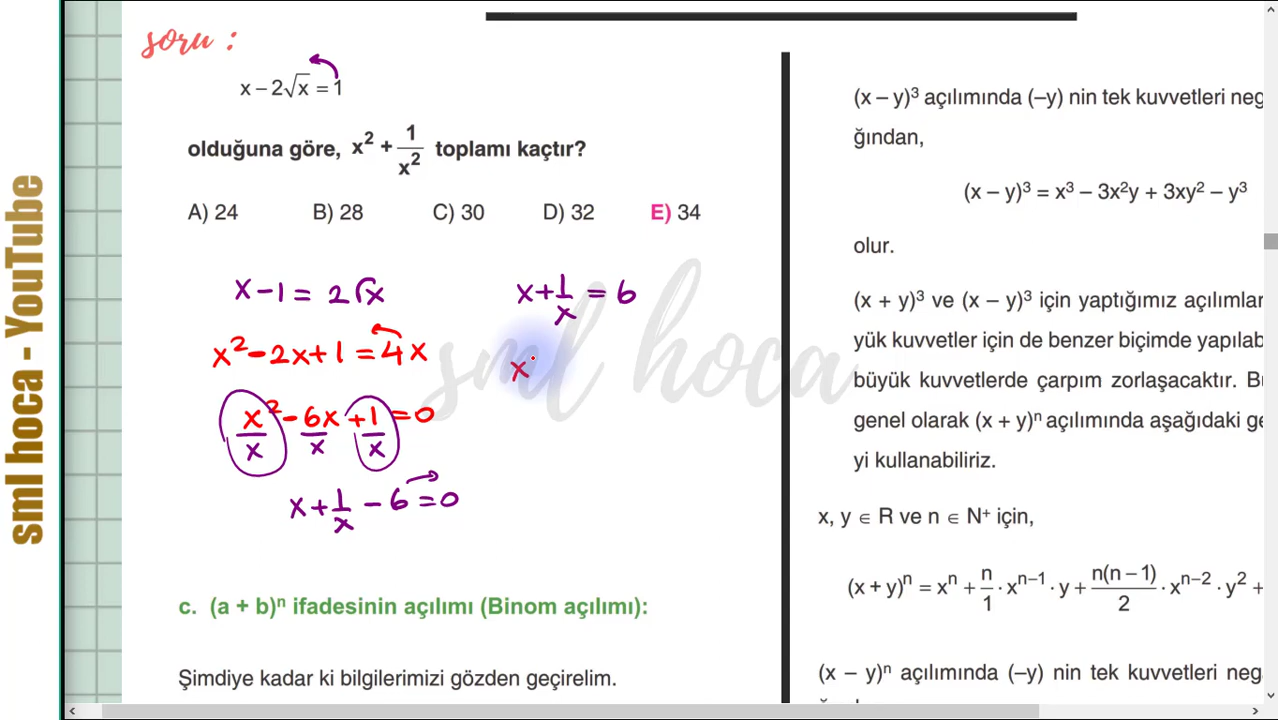 sml hoca - YouTube
soru :
x – 2√x = 1
olduğuna göre, x² + 1/x² toplamı kaçtır?
A) 24 B) 28 C) 30 D) 32 E) 34
x-1 = 2√x
x²-2x+1 = 4x
x²/x - 6x/x + 1/x = 0
x + 1/x - 6 = 0
x + 1/x = 6
x
sml hoca
c. (a + b)ⁿ ifadesinin açılımı (Binom açılımı):
Şimdiye kadar ki bilgilerimizi gözden geçirelim.
(x – y)³ açılımında (–y) nin tek kuvvetleri neg
ğından,
(x – y)³ = x³ – 3x²y + 3xy² – y³
olur.
(x + y)³ ve (x – y)³ için yaptığımız açılımlar
yük kuvvetler için de benzer biçimde yapılab
büyük kuvvetlerde çarpım zorlaşacaktır. B
genel olarak (x + y)ⁿ açılımında aşağıdaki ge
yi kullanabiliriz.
x, y ∈ R ve n ∈ N⁺ için,
(x + y)ⁿ = xⁿ + n/1 · xⁿ⁻¹ · y + n(n – 1)/2 · xⁿ⁻² · y² +
(x – y)ⁿ açılımında (–y) nin tek kuvvetleri neg